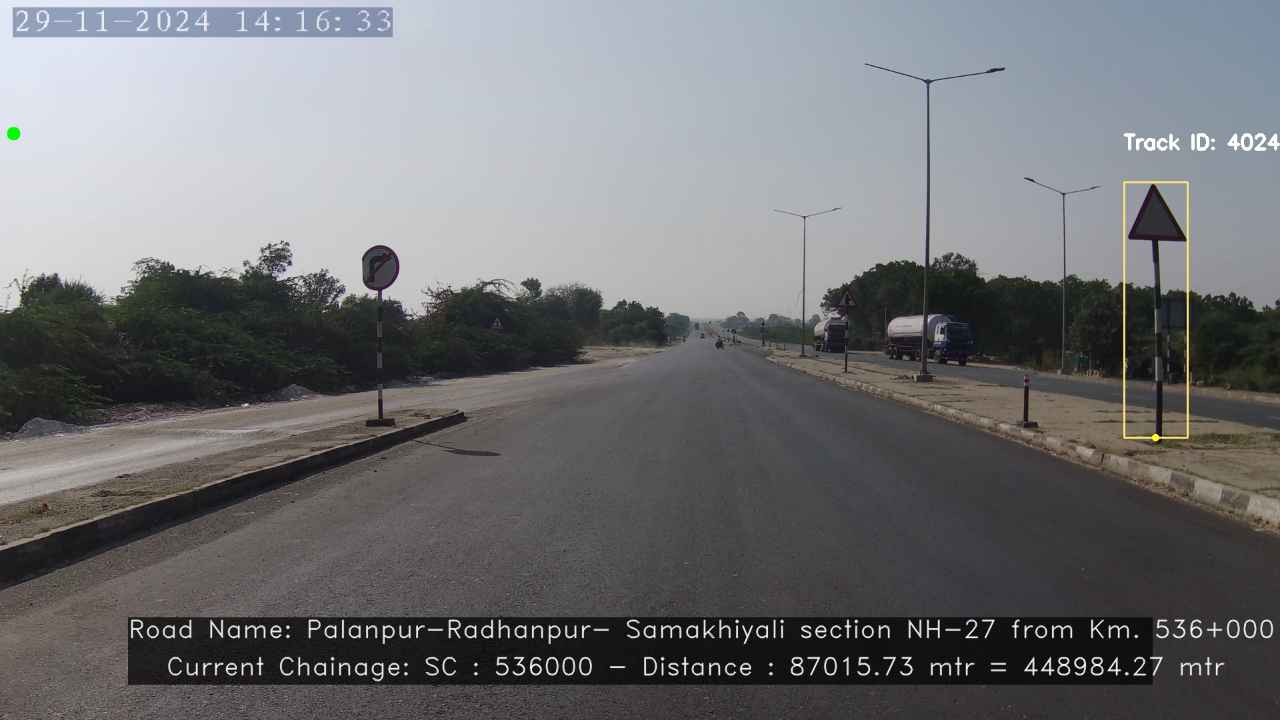 29-11-2024 14:16:33
Track ID: 4024
Road Name: Palanpur-Radhanpur- Samakhiyali section NH-27 from Km. 536+000
Current Chainage: SC : 536000 - Distance : 87015.73 mtr = 448984.27 mtr